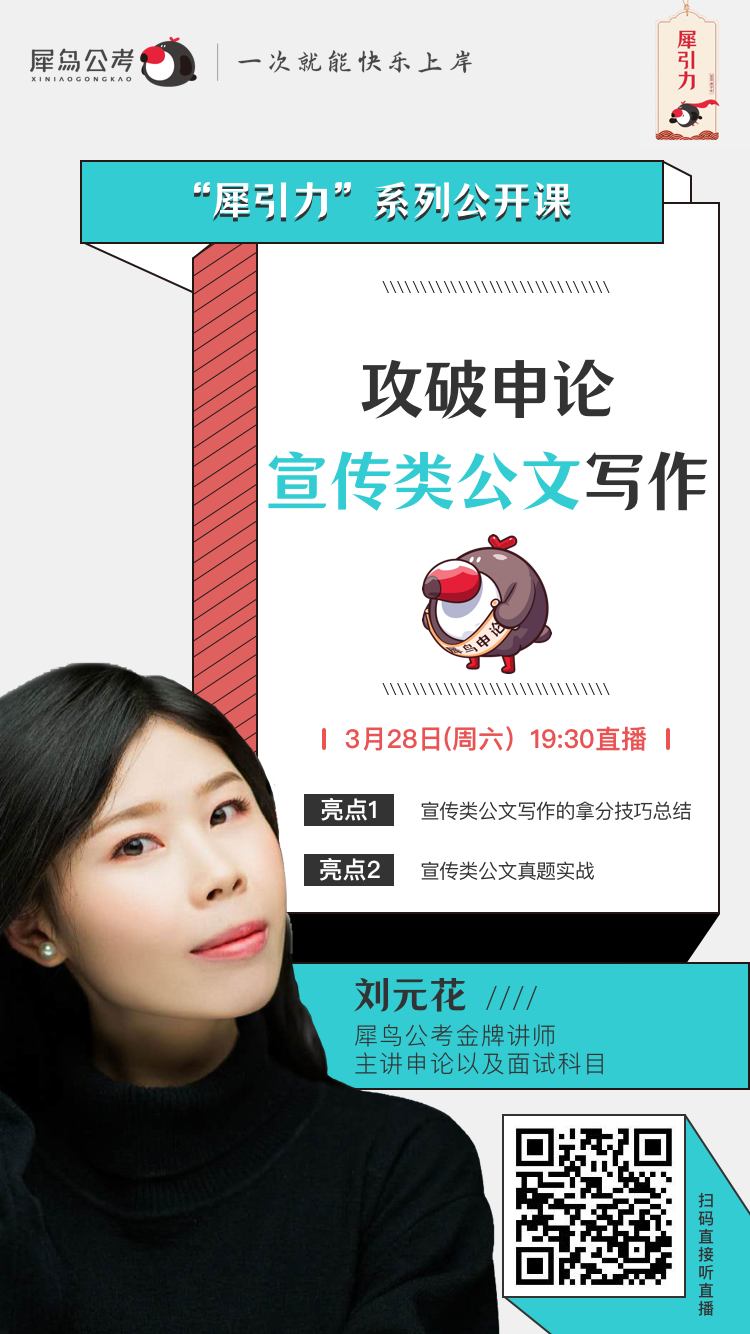 犀鸟公考
XINIAOGONGKAO
一次就能快乐上岸
犀引力
“犀引力”系列公开课
攻破申论
宣传类公文写作
犀鸟申论
3月28日(周六）19:30直播
亮点1 宣传类公文写作的拿分技巧总结
亮点2 宣传类公文真题实战
刘元花 ////
犀鸟公考金牌讲师
主讲申论以及面试科目
扫码直接听直播